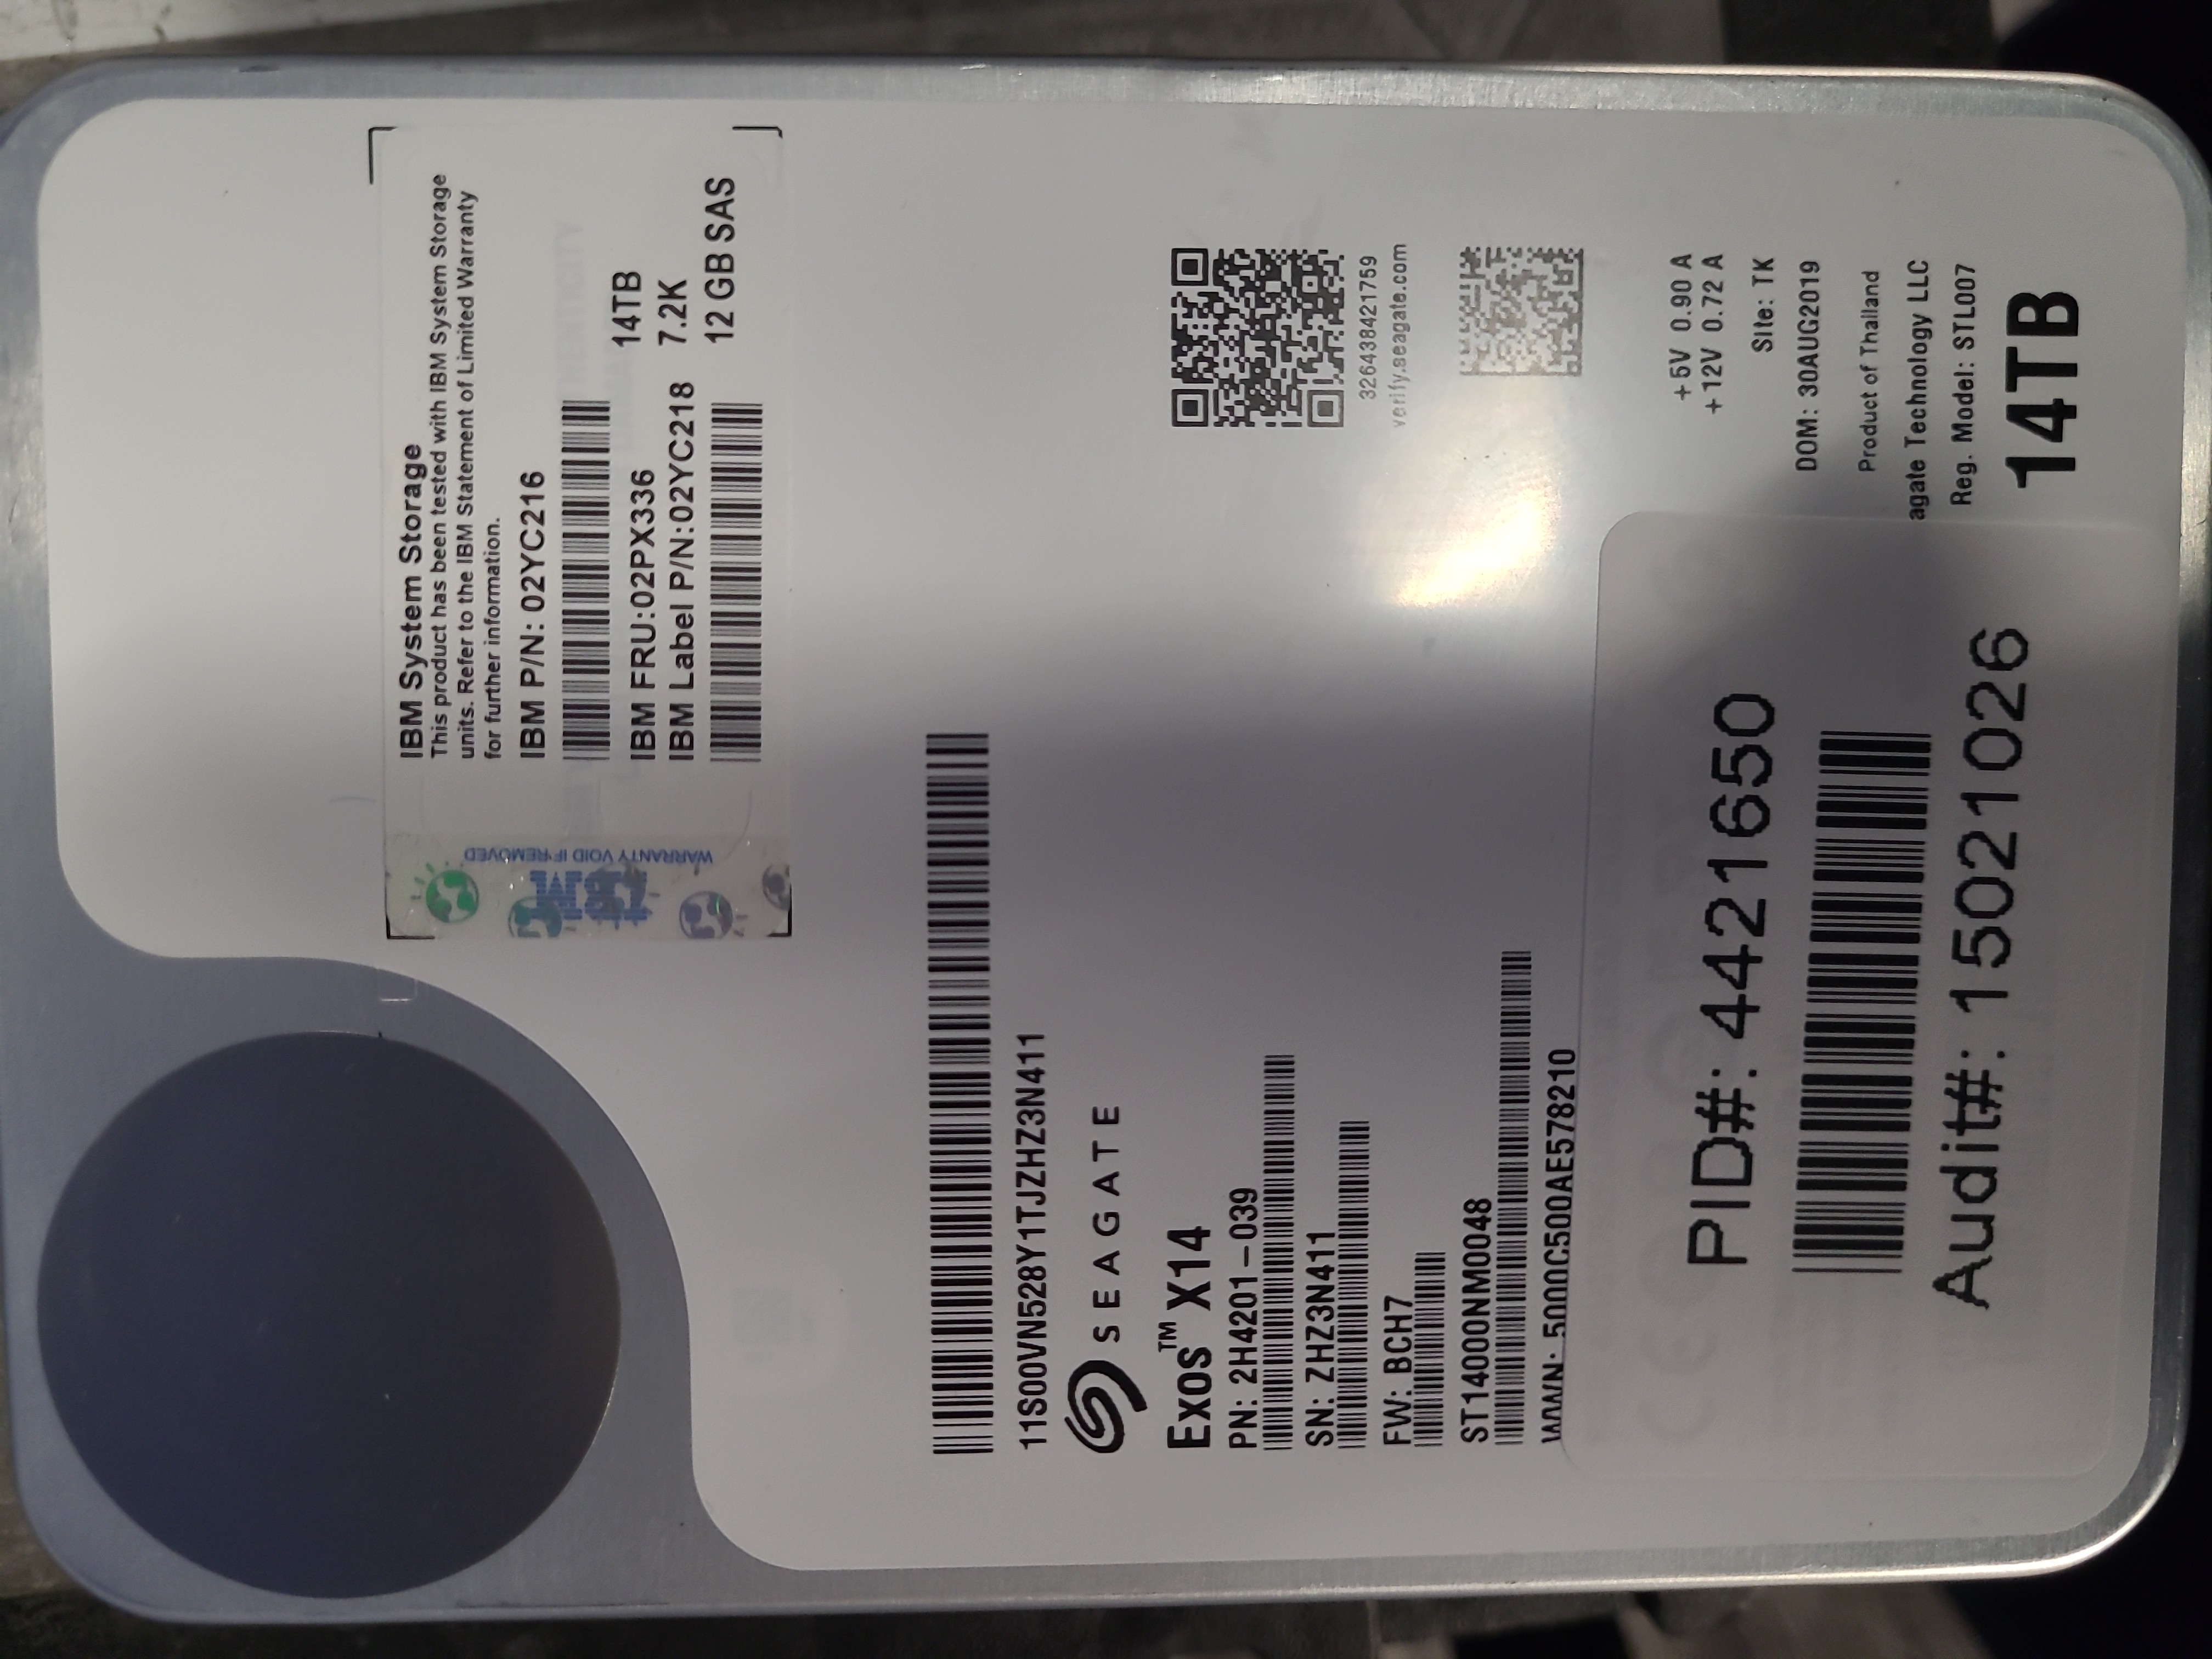 IBM System Storage
This product has been tested with IBM System Storage
units. Refer to the IBM Statement of Limited Warranty
for further information.
IBM P/N: 02YC216
IBM FRU:02PX336
IBM Label P/N:02YC218
14TB
7.2K
12 GB SAS
IBM
WARRANTY VOID IF REMOVED
11S00VN528Y1TJZHZ3N411
SEAGATE
Exos™ X14
PN: 2H4201-039
SN: ZHZ3N411
FW: BCH7
ST14000NM0048
WWN: 5000C500AE578210
326438421759
verify.seagate.com
PID#: 4421650
Audit#: 15021026
+5V 0.90 A
+12V 0.72 A
Site: TK
DOM: 30AUG2019
Product of Thailand
agate Technology LLC
Reg. Model: STL007
14TB